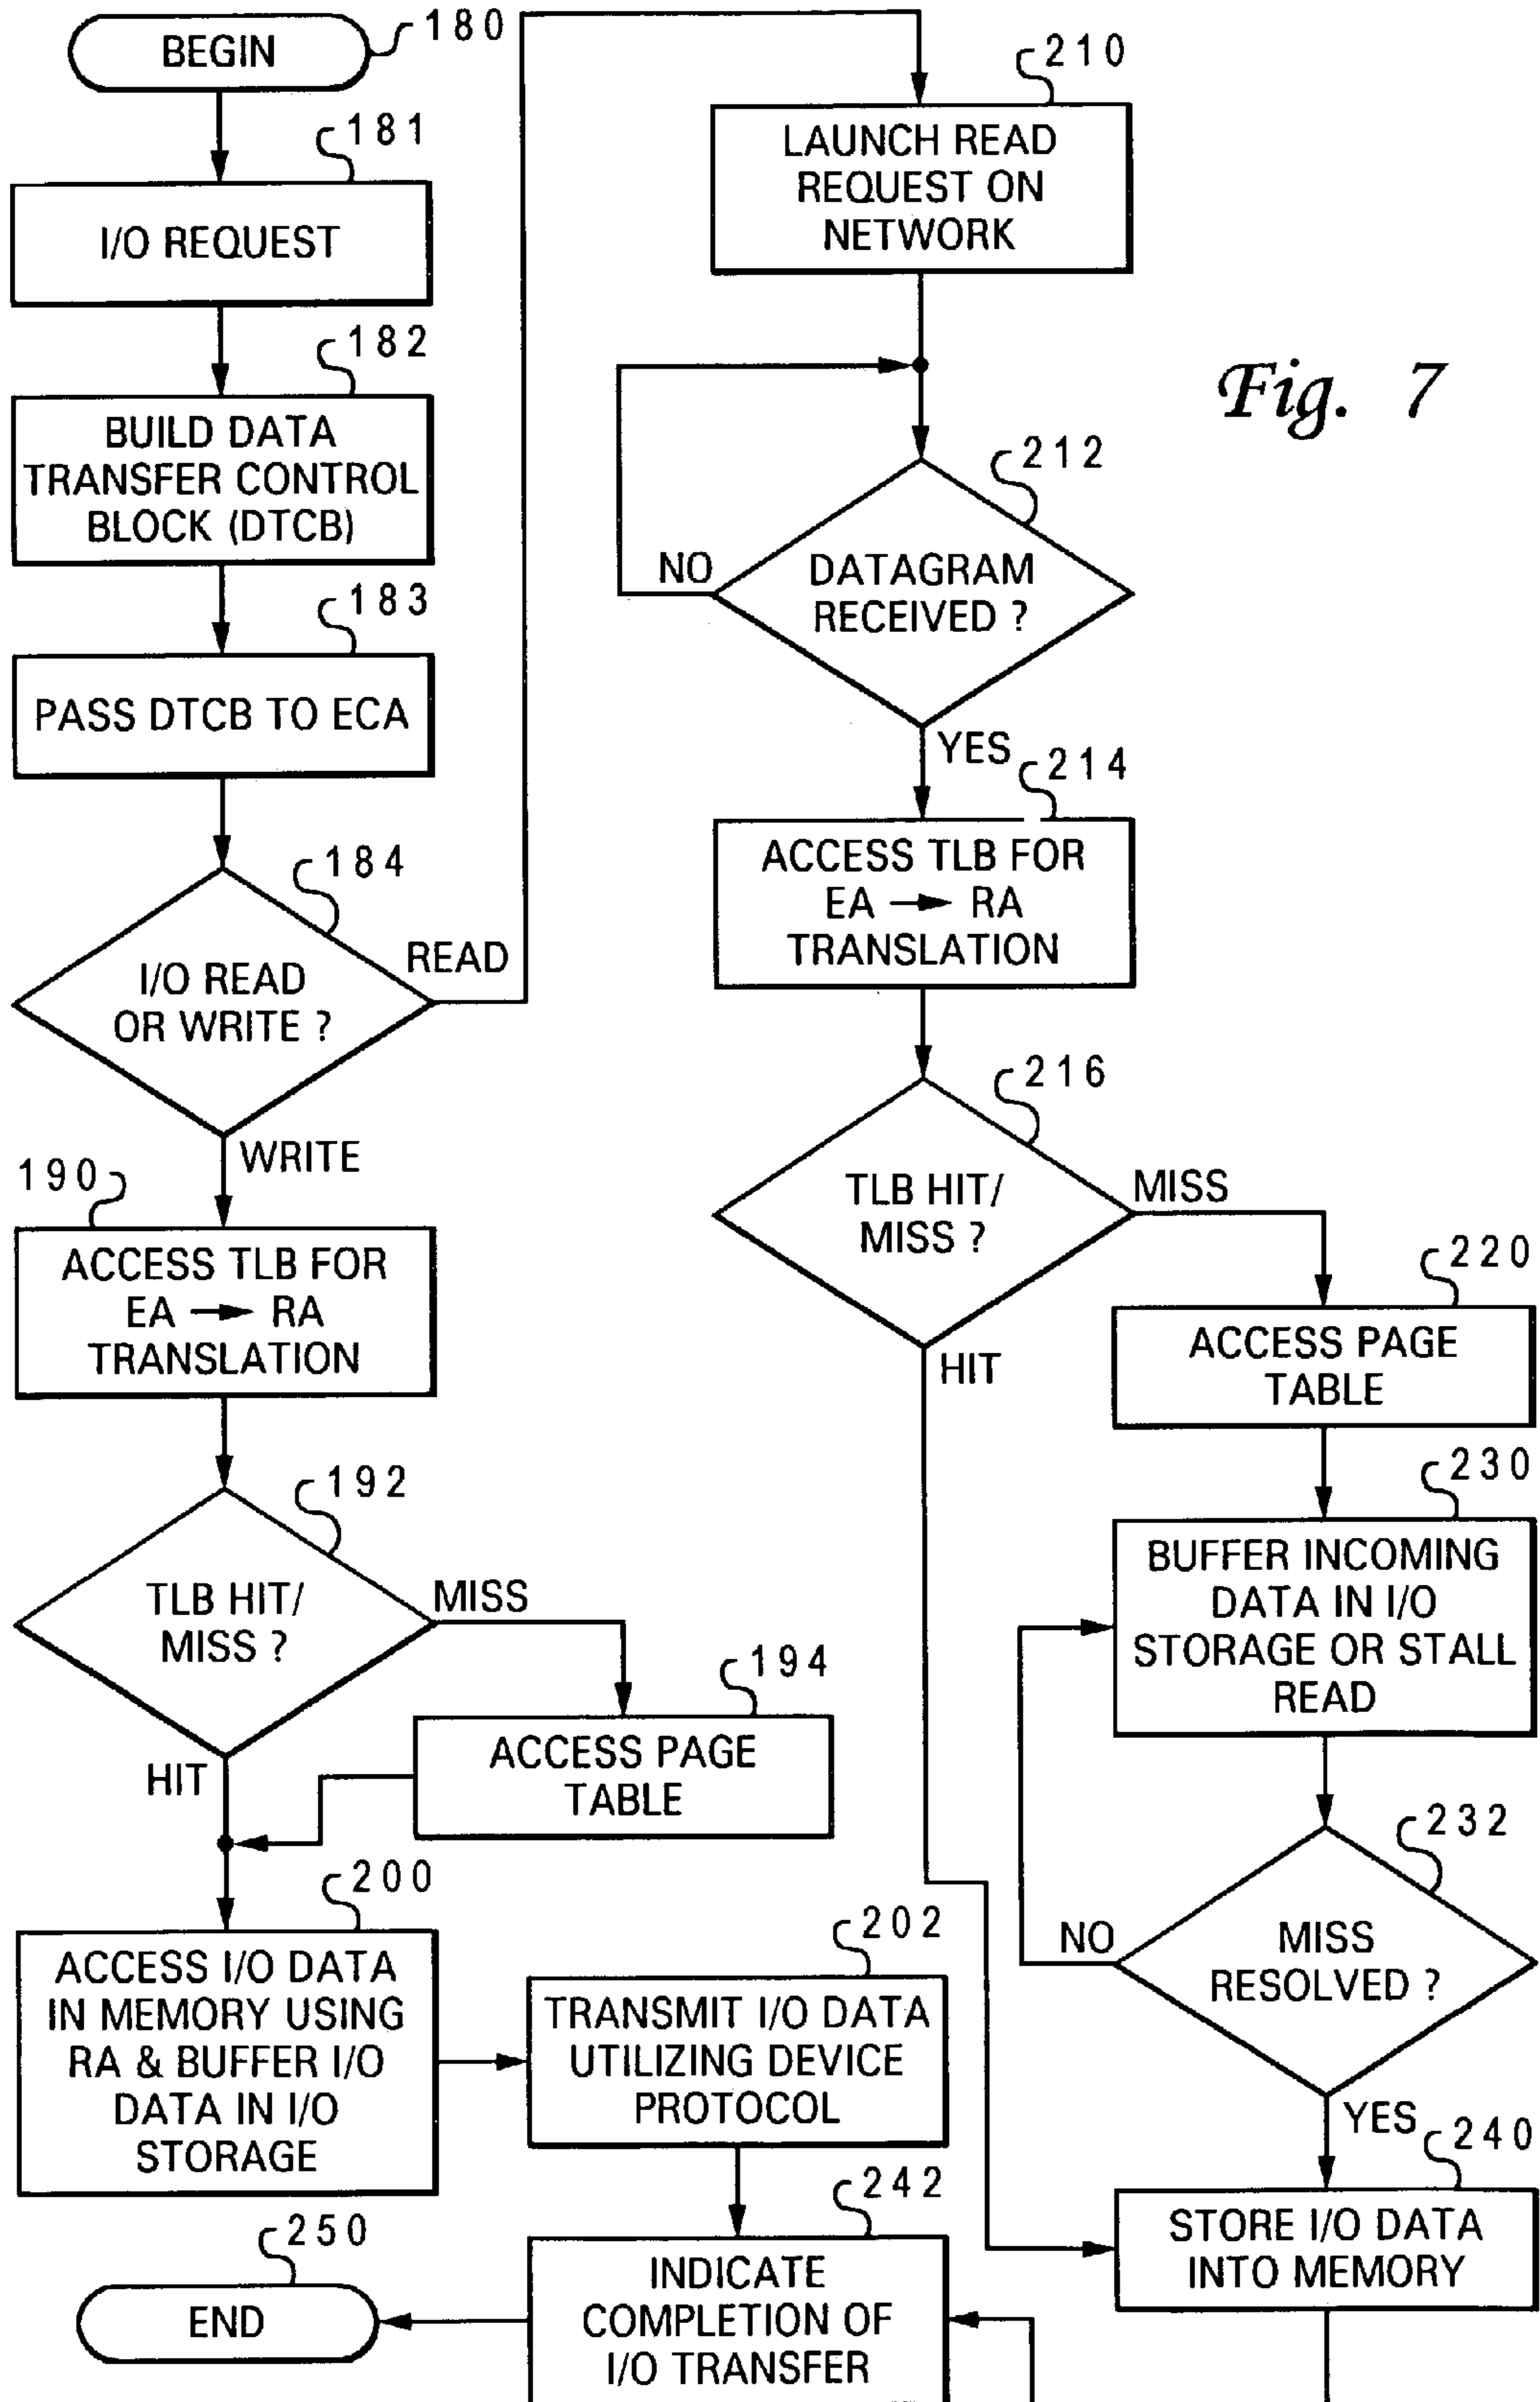 BEGIN
180
181
I/O REQUEST
182
BUILD DATA
TRANSFER CONTROL
BLOCK (DTCB)
183
PASS DTCB TO ECA
184
I/O READ
OR WRITE ?
READ
WRITE
190
ACCESS TLB FOR
EA → RA
TRANSLATION
192
TLB HIT/
MISS ?
MISS
194
ACCESS PAGE
TABLE
HIT
200
ACCESS I/O DATA
IN MEMORY USING
RA & BUFFER I/O
DATA IN I/O
STORAGE
202
TRANSMIT I/O DATA
UTILIZING DEVICE
PROTOCOL
210
LAUNCH READ
REQUEST ON
NETWORK
Fig. 7
212
DATAGRAM
RECEIVED ?
NO
YES
214
ACCESS TLB FOR
EA → RA
TRANSLATION
216
TLB HIT/
MISS ?
MISS
HIT
220
ACCESS PAGE
TABLE
230
BUFFER INCOMING
DATA IN I/O
STORAGE OR STALL
READ
232
MISS
RESOLVED ?
NO
YES
240
STORE I/O DATA
INTO MEMORY
242
INDICATE
COMPLETION OF
I/O TRANSFER
250
END